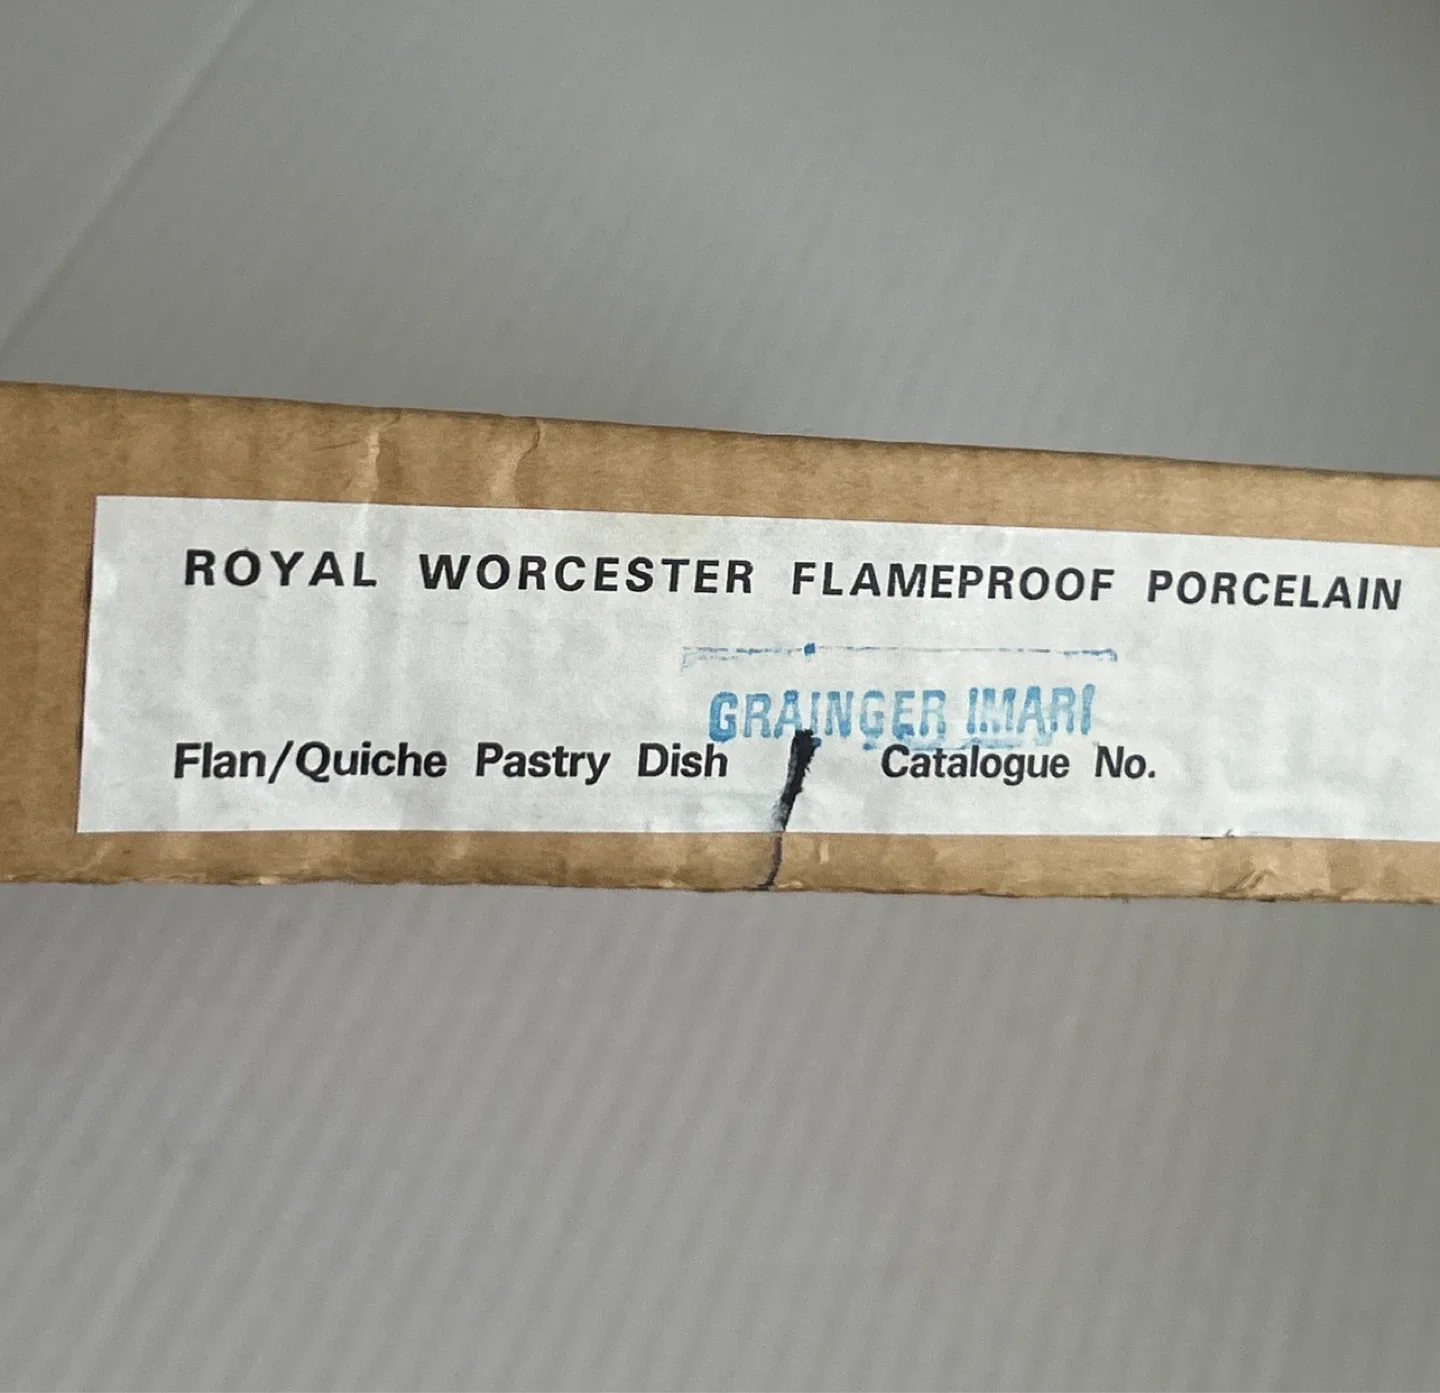 ROYAL WORCESTER FLAMEPROOF PORCELAIN
GRAINGER IMARI
Flan/Quiche Pastry Dish Catalogue No.